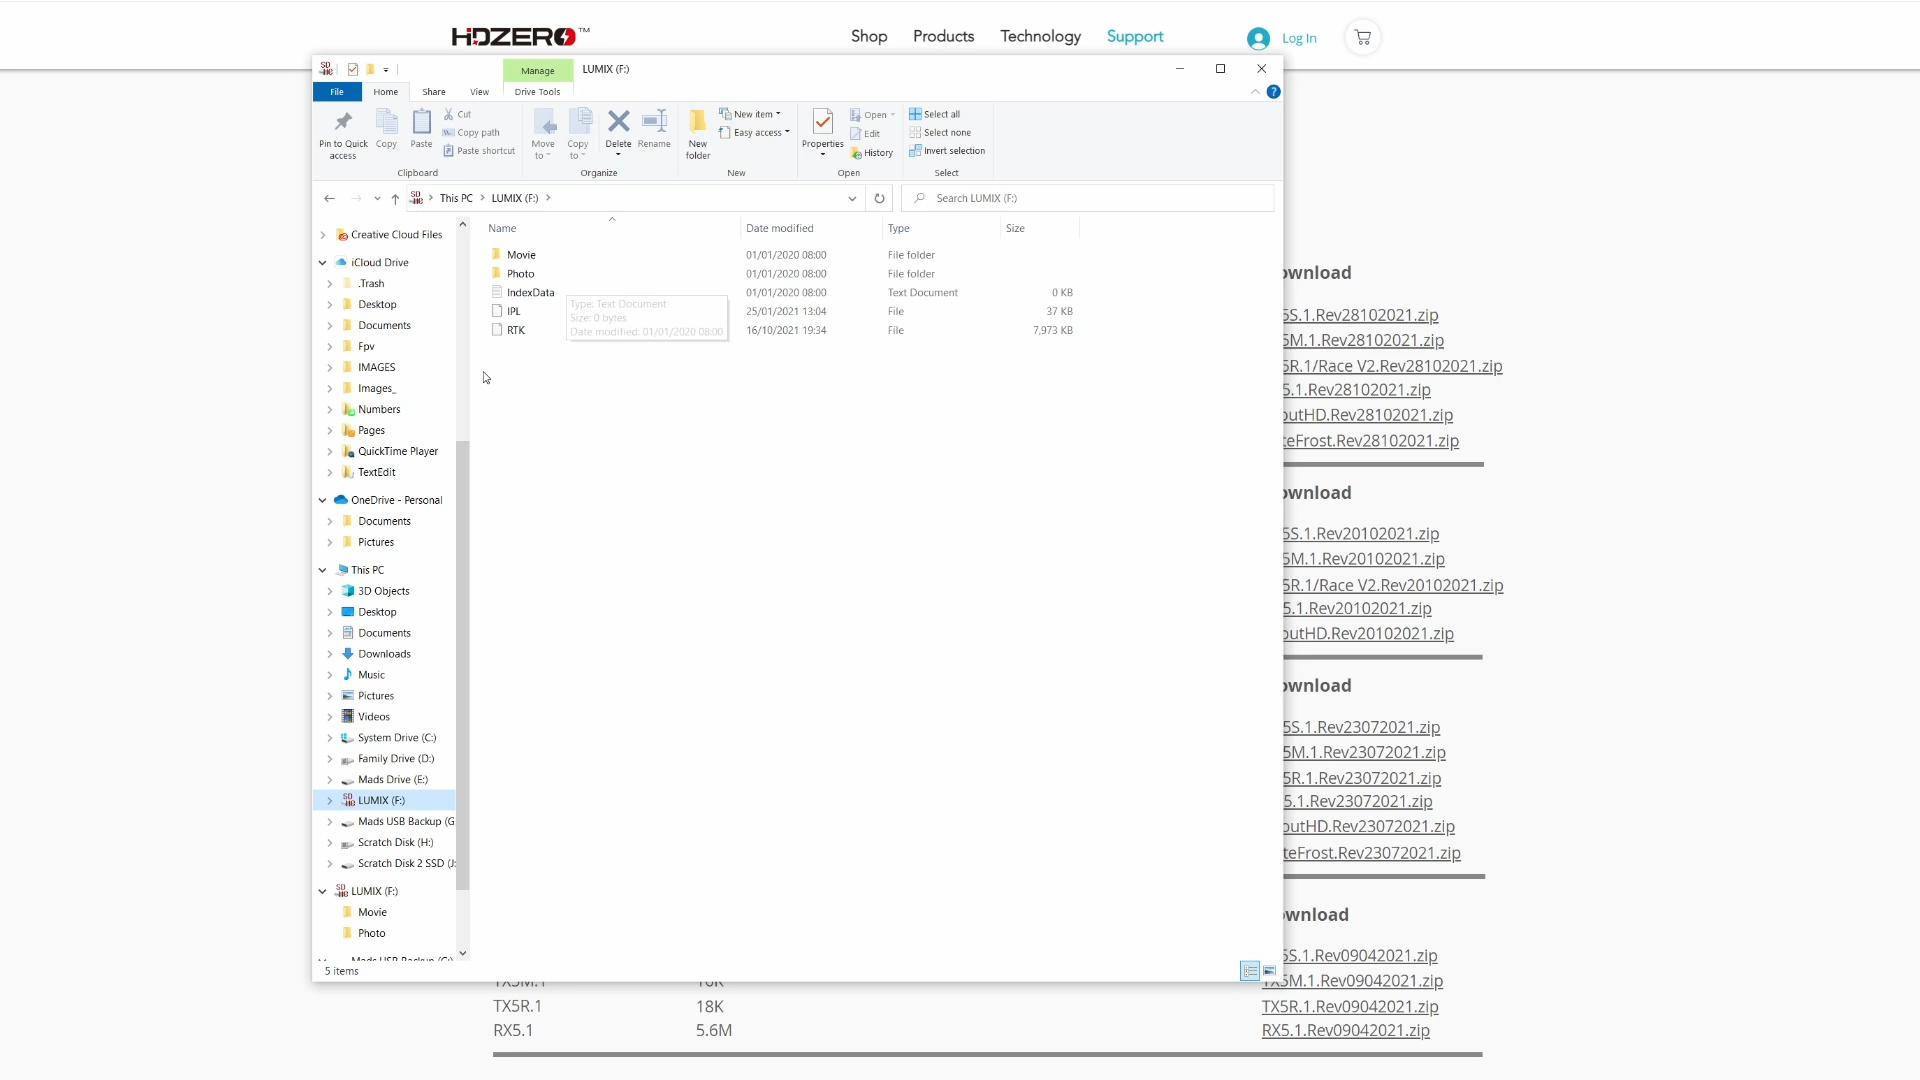 HDZERO™
Shop
Products
Technology
Support
Log In
Manage
LUMIX (F:)
File
Home
Share
View
Drive Tools
Pin to Quick access
Copy
Paste
Cut
Copy path
Paste shortcut
Clipboard
Move to
Copy to
Delete
Rename
Organize
New folder
New item
Easy access
New
Properties
Open
Edit
History
Open
Select all
Select none
Invert selection
Select
This PC > LUMIX (F:) >
Search LUMIX (F:)
Creative Cloud Files
iCloud Drive
.Trash
Desktop
Documents
Fpv
IMAGES
Images_
Numbers
Pages
QuickTime Player
TextEdit
OneDrive - Personal
Documents
Pictures
This PC
3D Objects
Desktop
Documents
Downloads
Music
Pictures
Videos
System Drive (C:)
Family Drive (D:)
Mads Drive (E:)
LUMIX (F:)
Mads USB Backup (G
Scratch Disk (H:)
Scratch Disk 2 SSD (J:
LUMIX (F:)
Movie
Photo
5 items
Name Date modified Type Size
Movie 01/01/2020 08:00 File folder
Photo 01/01/2020 08:00 File folder
IndexData 01/01/2020 08:00 Text Document 0 KB
IPL 25/01/2021 13:04 File 37 KB
RTK 16/10/2021 19:34 File 7,973 KB
Type: Text Document
Size: 0 bytes
Date modified: 01/01/2020 08:00
ownload
5S.1.Rev28102021.zip
5M.1.Rev28102021.zip
5R.1/Race V2.Rev28102021.zip
5.1.Rev28102021.zip
outHD.Rev28102021.zip
teFrost.Rev28102021.zip
ownload
5S.1.Rev20102021.zip
5M.1.Rev20102021.zip
5R.1/Race V2.Rev20102021.zip
5.1.Rev20102021.zip
outHD.Rev20102021.zip
ownload
5S.1.Rev23072021.zip
5M.1.Rev23072021.zip
5R.1.Rev23072021.zip
5.1.Rev23072021.zip
outHD.Rev23072021.zip
teFrost.Rev23072021.zip
ownload
5S.1.Rev09042021.zip
TX5M.1.Rev09042021.zip
TX5R.1 18K TX5R.1.Rev09042021.zip
RX5.1 5.6M RX5.1.Rev09042021.zip